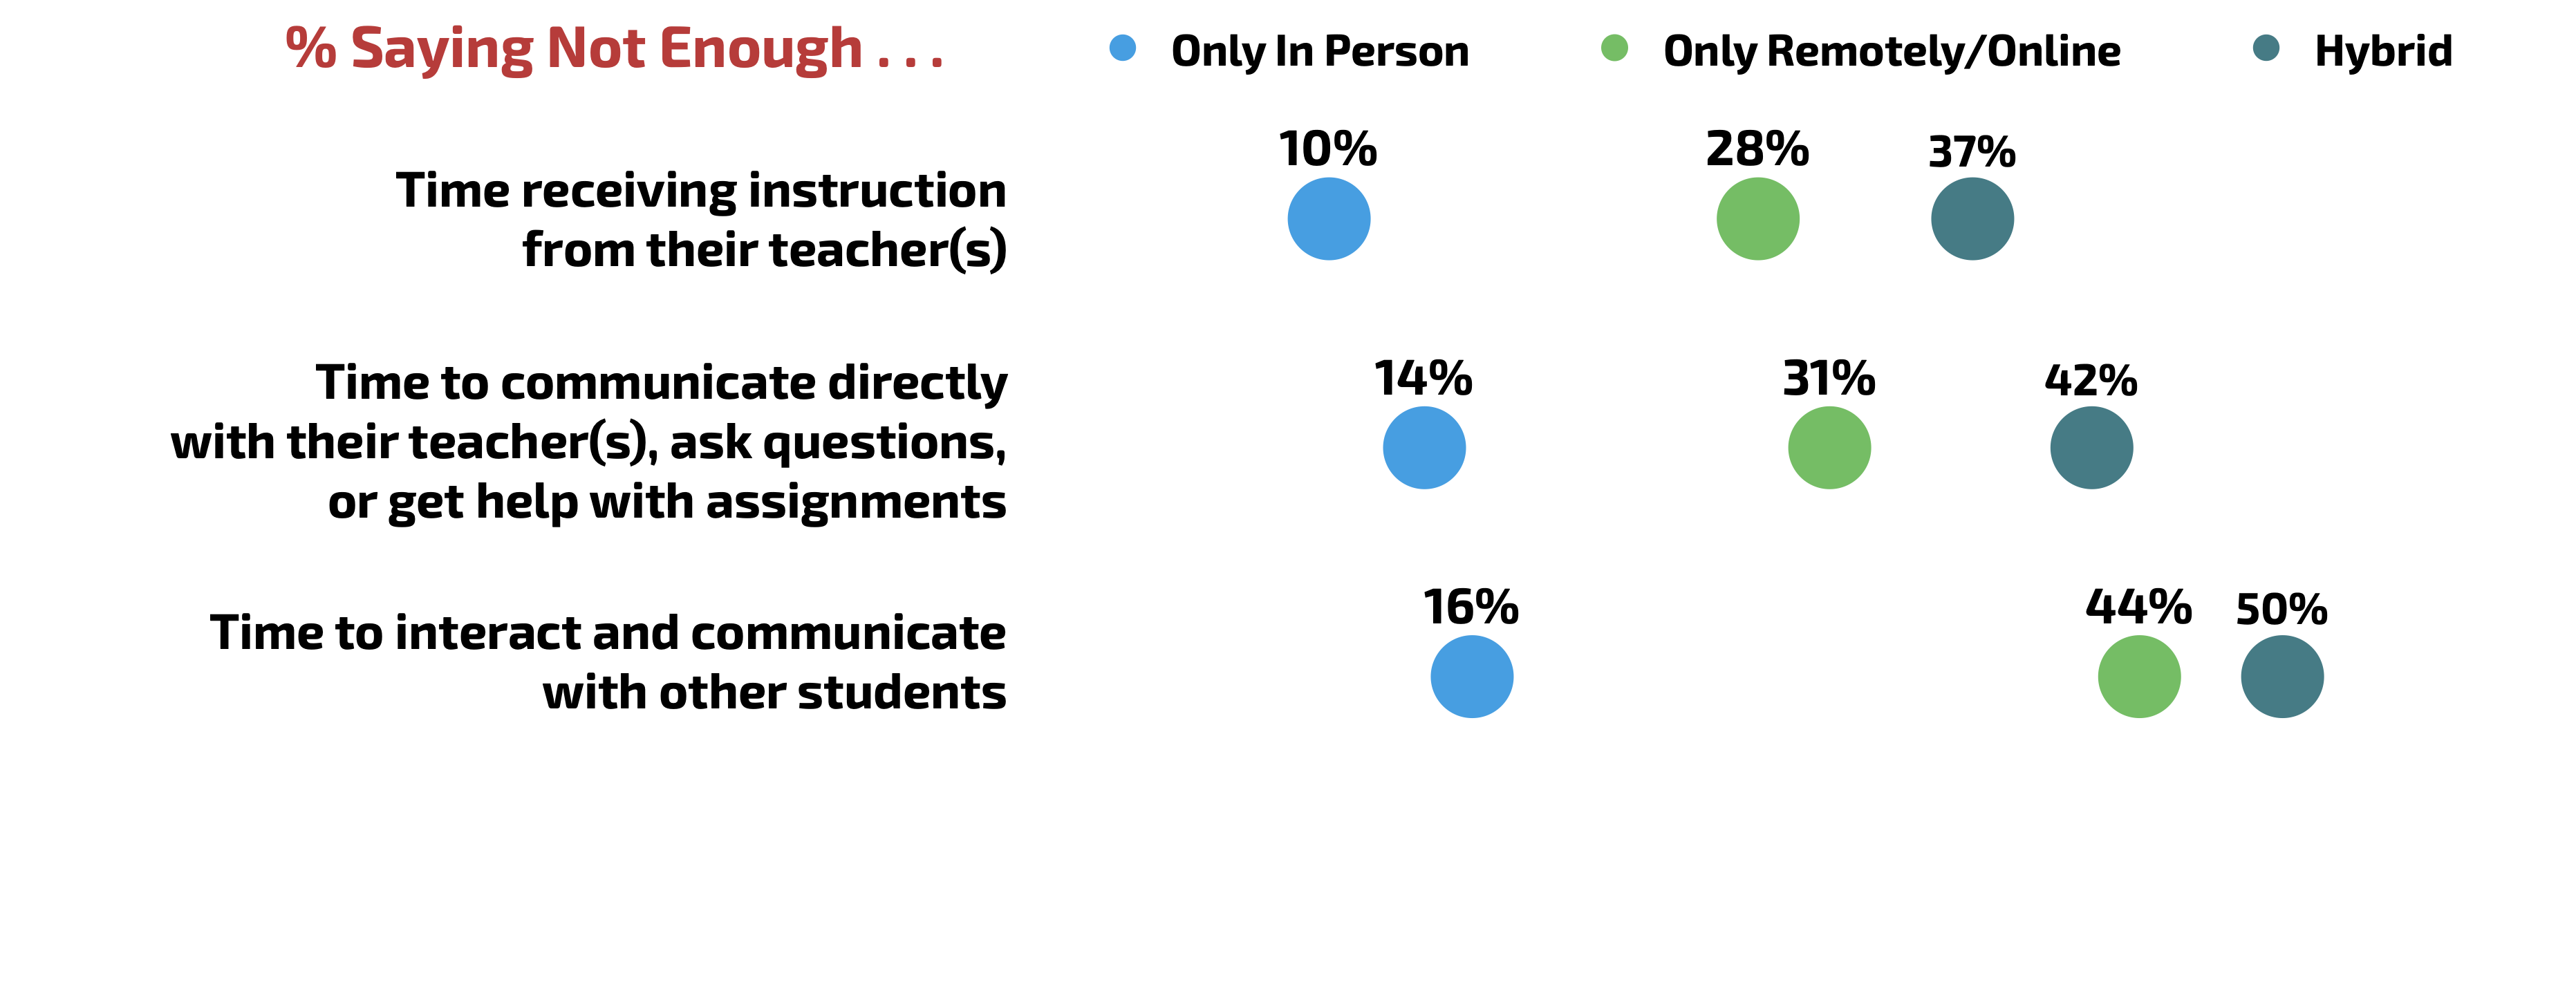 % Saying Not Enough . . .
Only In Person
Only Remotely/Online
Hybrid
10%
28%
37%
Time receiving instruction
from their teacher(s)
14%
31%
42%
Time to communicate directly
with their teacher(s), ask questions,
or get help with assignments
16%
44%
50%
Time to interact and communicate
with other students